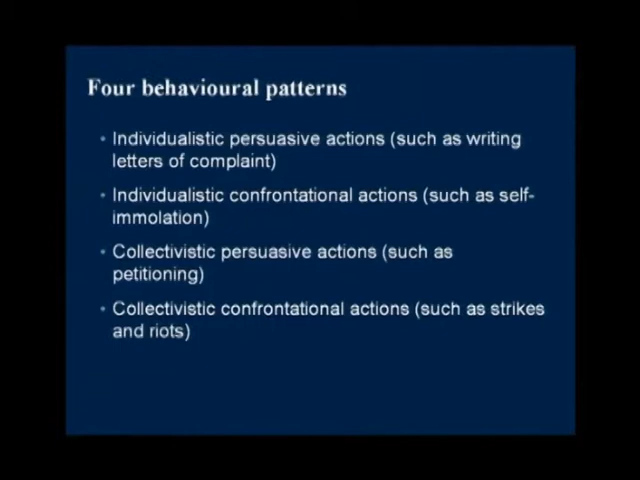 Four behavioural patterns
• Individualistic persuasive actions (such as writing
letters of complaint)
• Individualistic confrontational actions (such as self-
immolation)
• Collectivistic persuasive actions (such as
petitioning)
• Collectivistic confrontational actions (such as strikes
and riots)